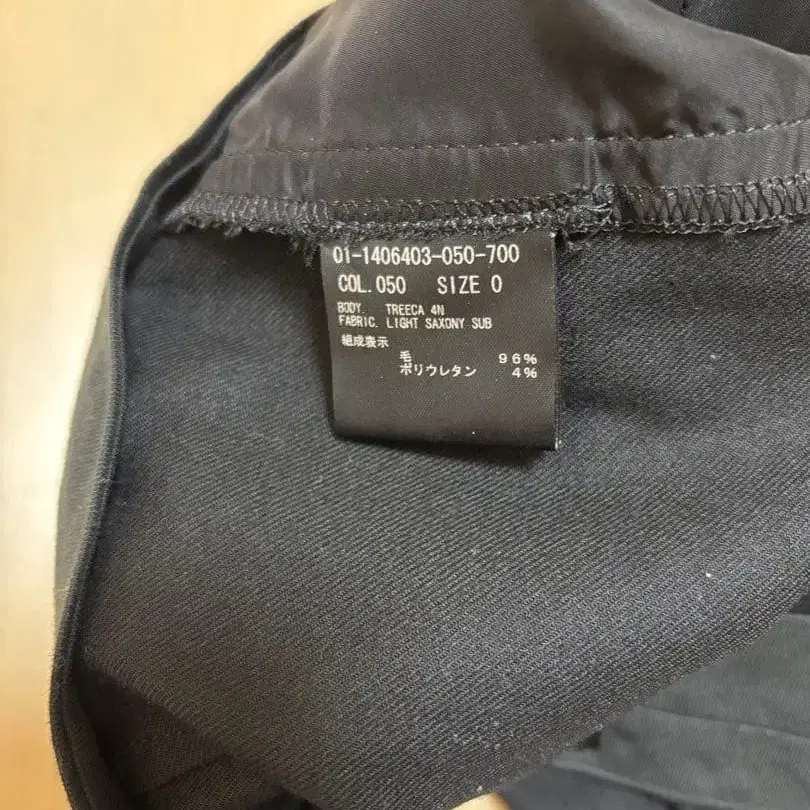 01-1406403-050-700
COL.050 SIZE 0
BODY. TREECA 4N
FABRIC. LIGHT SAXONY SUB
組成表示
毛 96%
ポリウレタン 4%